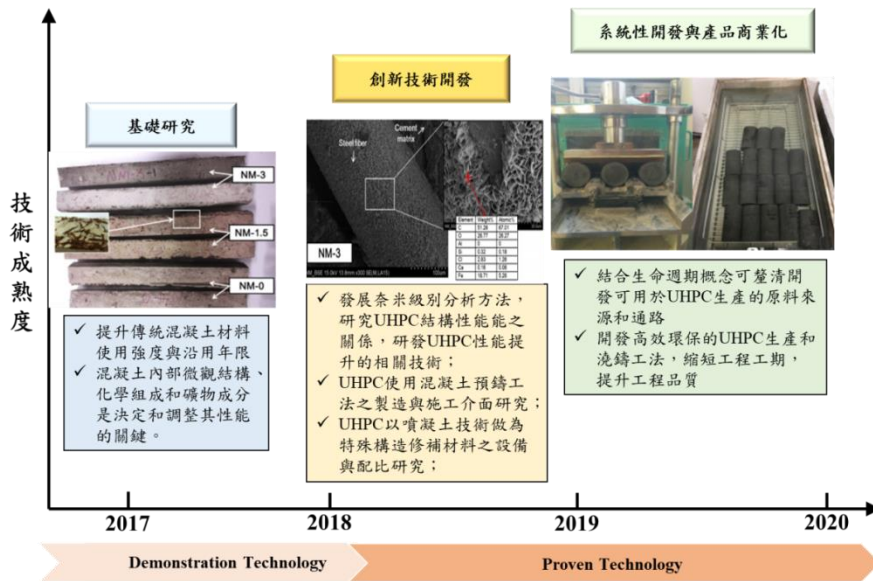 系統性開發與產品商業化
創新技術開發
基礎研究
技術成熟度
NM-3
NM-1.5
NM-0
Steel fiber
Cement
matrix
NM-3
Element Weight% Atomic%
✓ 提升傳統混凝土材料
使用強度與沿用年限
✓ 混凝土內部微觀結構、
化學組成和礦物成分
是決定和調整其性能
的關鍵。
✓ 發展奈米級別分析方法，
研究UHPC結構性能能之
關係，研發UHPC性能提
升的相關技術；
✓ UHPC使用混凝土預鑄工
法之製造與施工介面研究；
✓ UHPC以噴凝土技術做為
特殊構造修補材料之設備
與配比研究；
✓ 結合生命週期概念可釐清開
發可用於UHPC生產的原料來
源和通路
✓ 開發高效環保的UHPC生產和
澆鑄工法，縮短工程工期，
提升工程品質
2017
2018
2019
2020
Demonstration Technology
Proven Technology